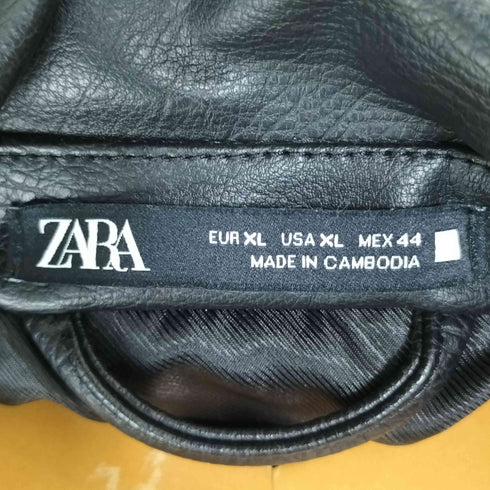 ZARA
EUR XL USA XL MEX 44
MADE IN CAMBODIA